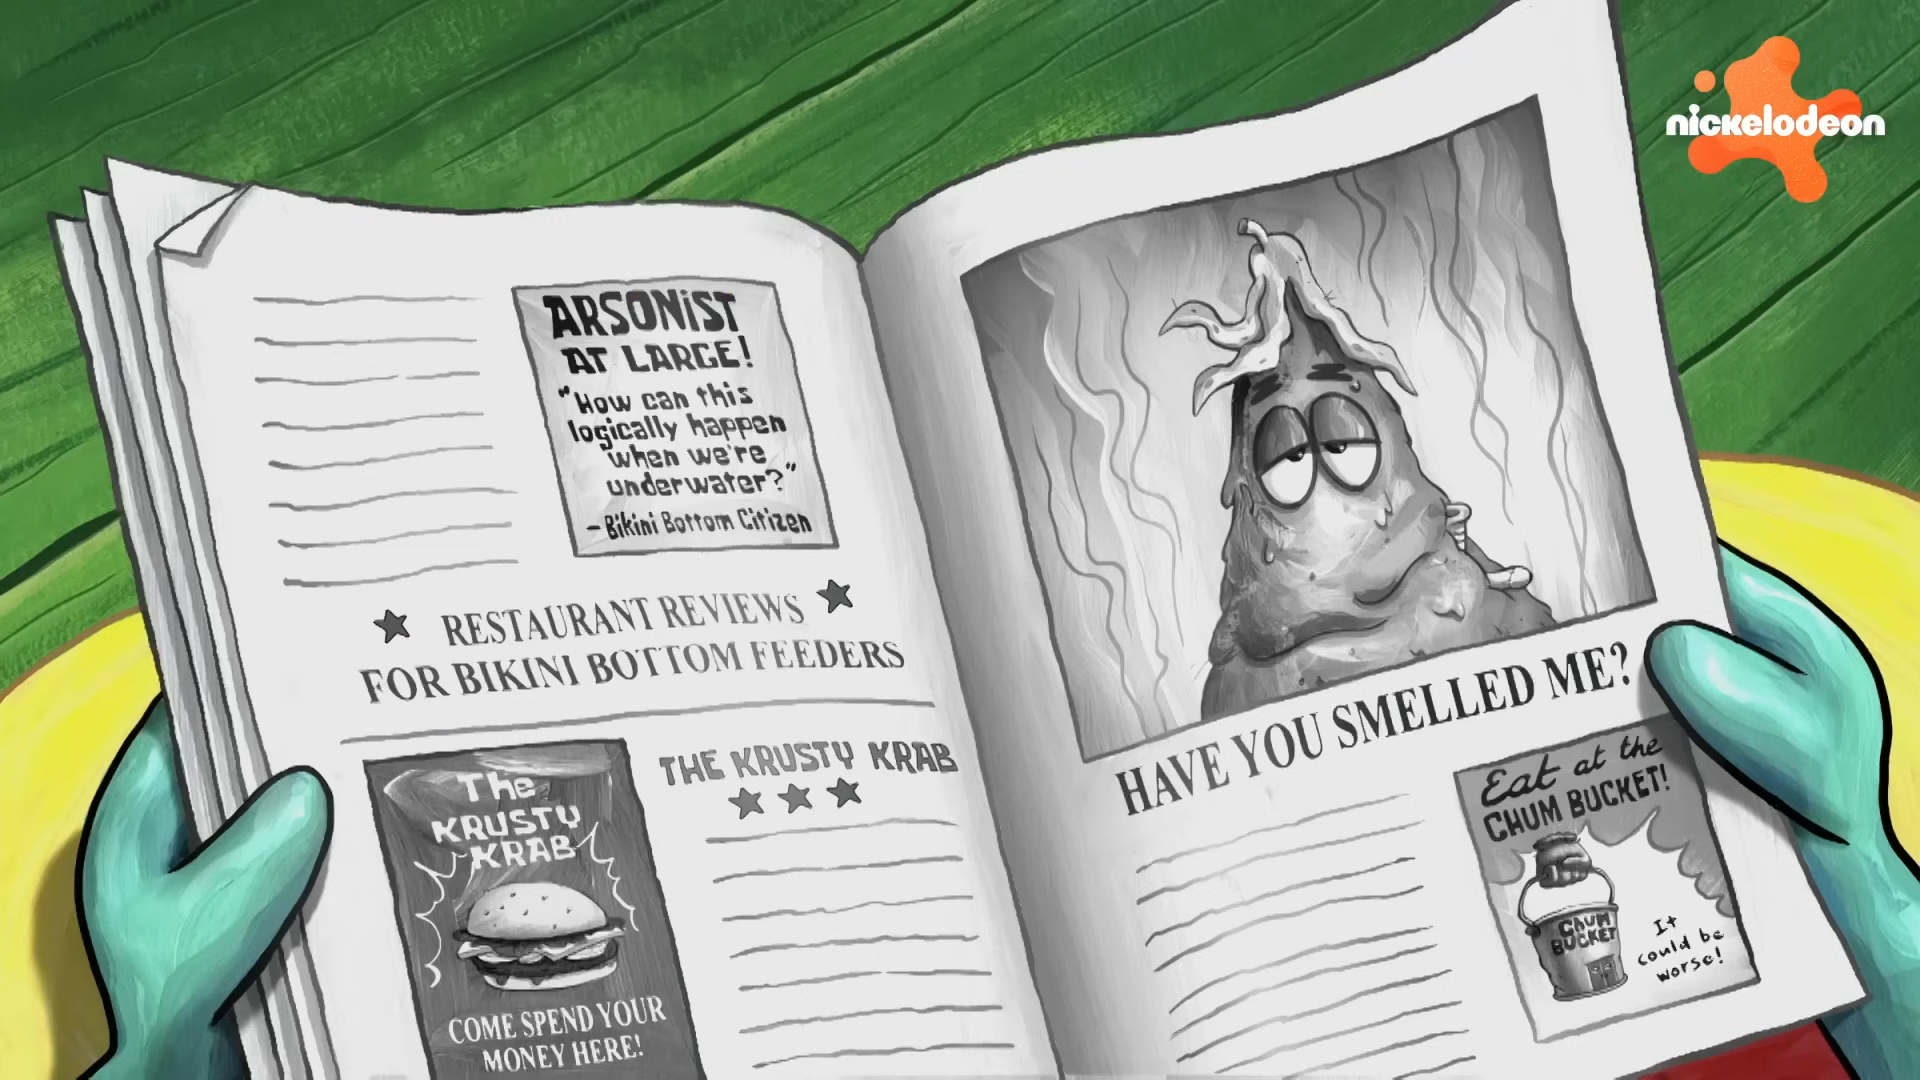 nickelodeon
ARSONiST
AT LARGE!
"How can this
logically happen
when we're
underwater?"
- Bikini Bottom Citizen
RESTAURANT REVIEWS
FOR BIKINI BOTTOM FEEDERS
The
KRUSTY
KRAB
COME SPEND YOUR
MONEY HERE!
THE KRUSTY KRAB
HAVE YOU SMELLED ME?
Eat at the
CHUM BUCKET!
CHUM
BUCKET
It
could be
worse!